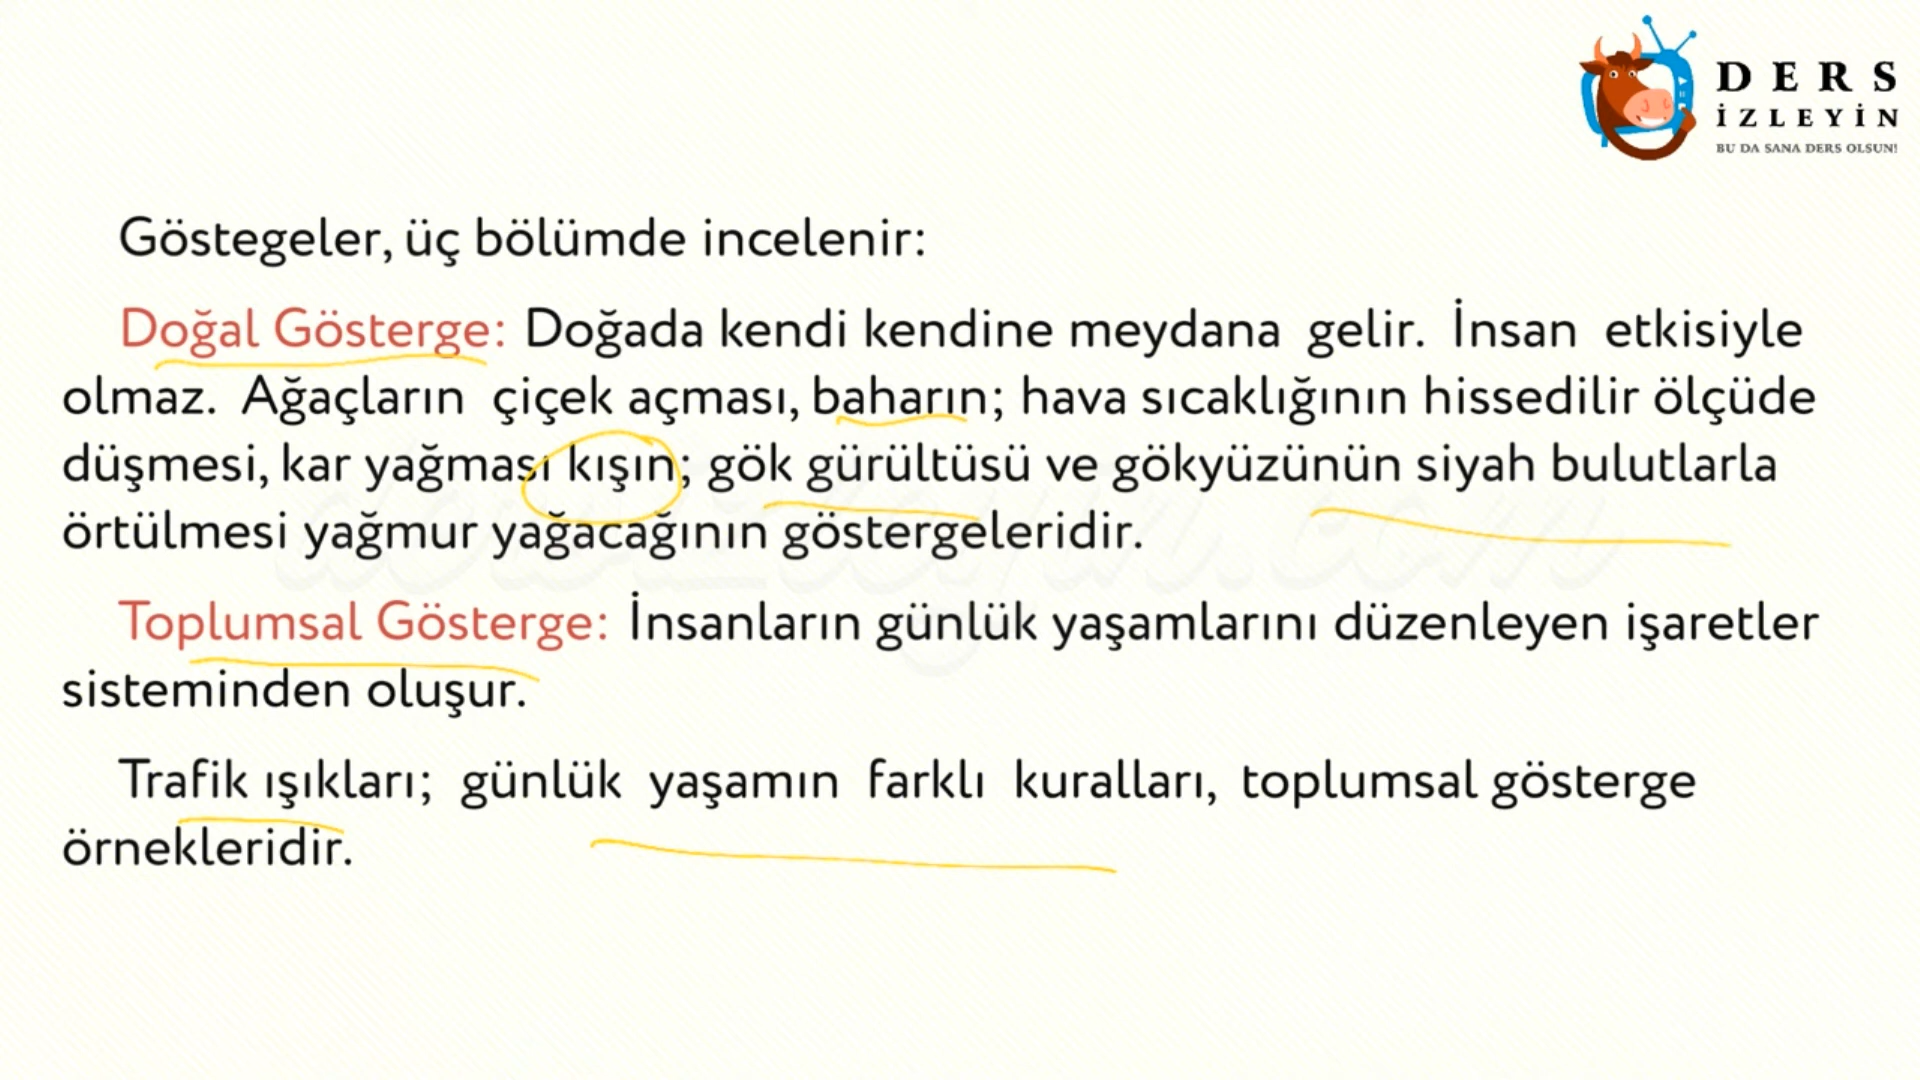 DERS
İZLEYİN
BU DA SANA DERS OLSUN!
Göstegeler, üç bölümde incelenir:
Doğal Gösterge: Doğada kendi kendine meydana gelir. İnsan etkisiyle
olmaz. Ağaçların çiçek açması, baharın; hava sıcaklığının hissedilir ölçüde
düşmesi, kar yağması kışın; gök gürültüsü ve gökyüzünün siyah bulutlarla
örtülmesi yağmur yağacağının göstergeleridir.
Toplumsal Gösterge: İnsanların günlük yaşamlarını düzenleyen işaretler
sisteminden oluşur.
Trafik ışıkları; günlük yaşamın farklı kuralları, toplumsal gösterge
örnekleridir.